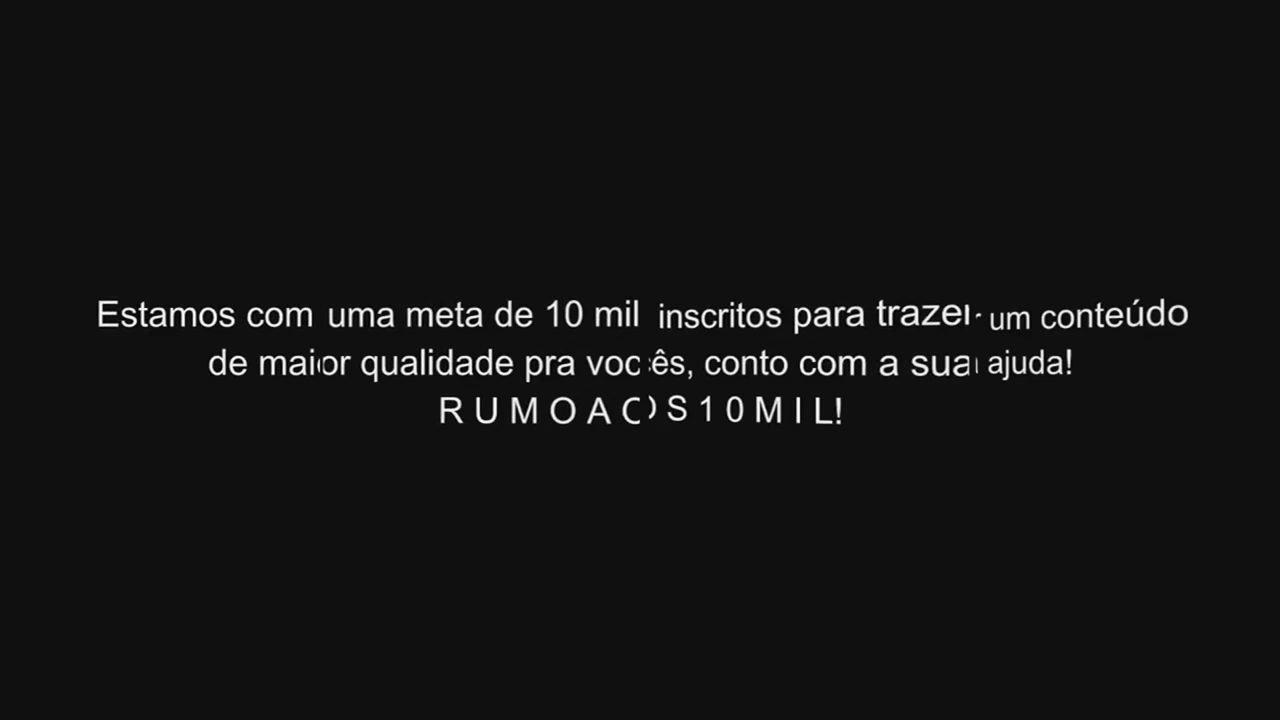 Estamos com uma meta de 10 mil inscritos para trazer um conteúdo
de maior qualidade pra vocês, conto com a sua ajuda!
R U M O A O S 1 0 M I L!